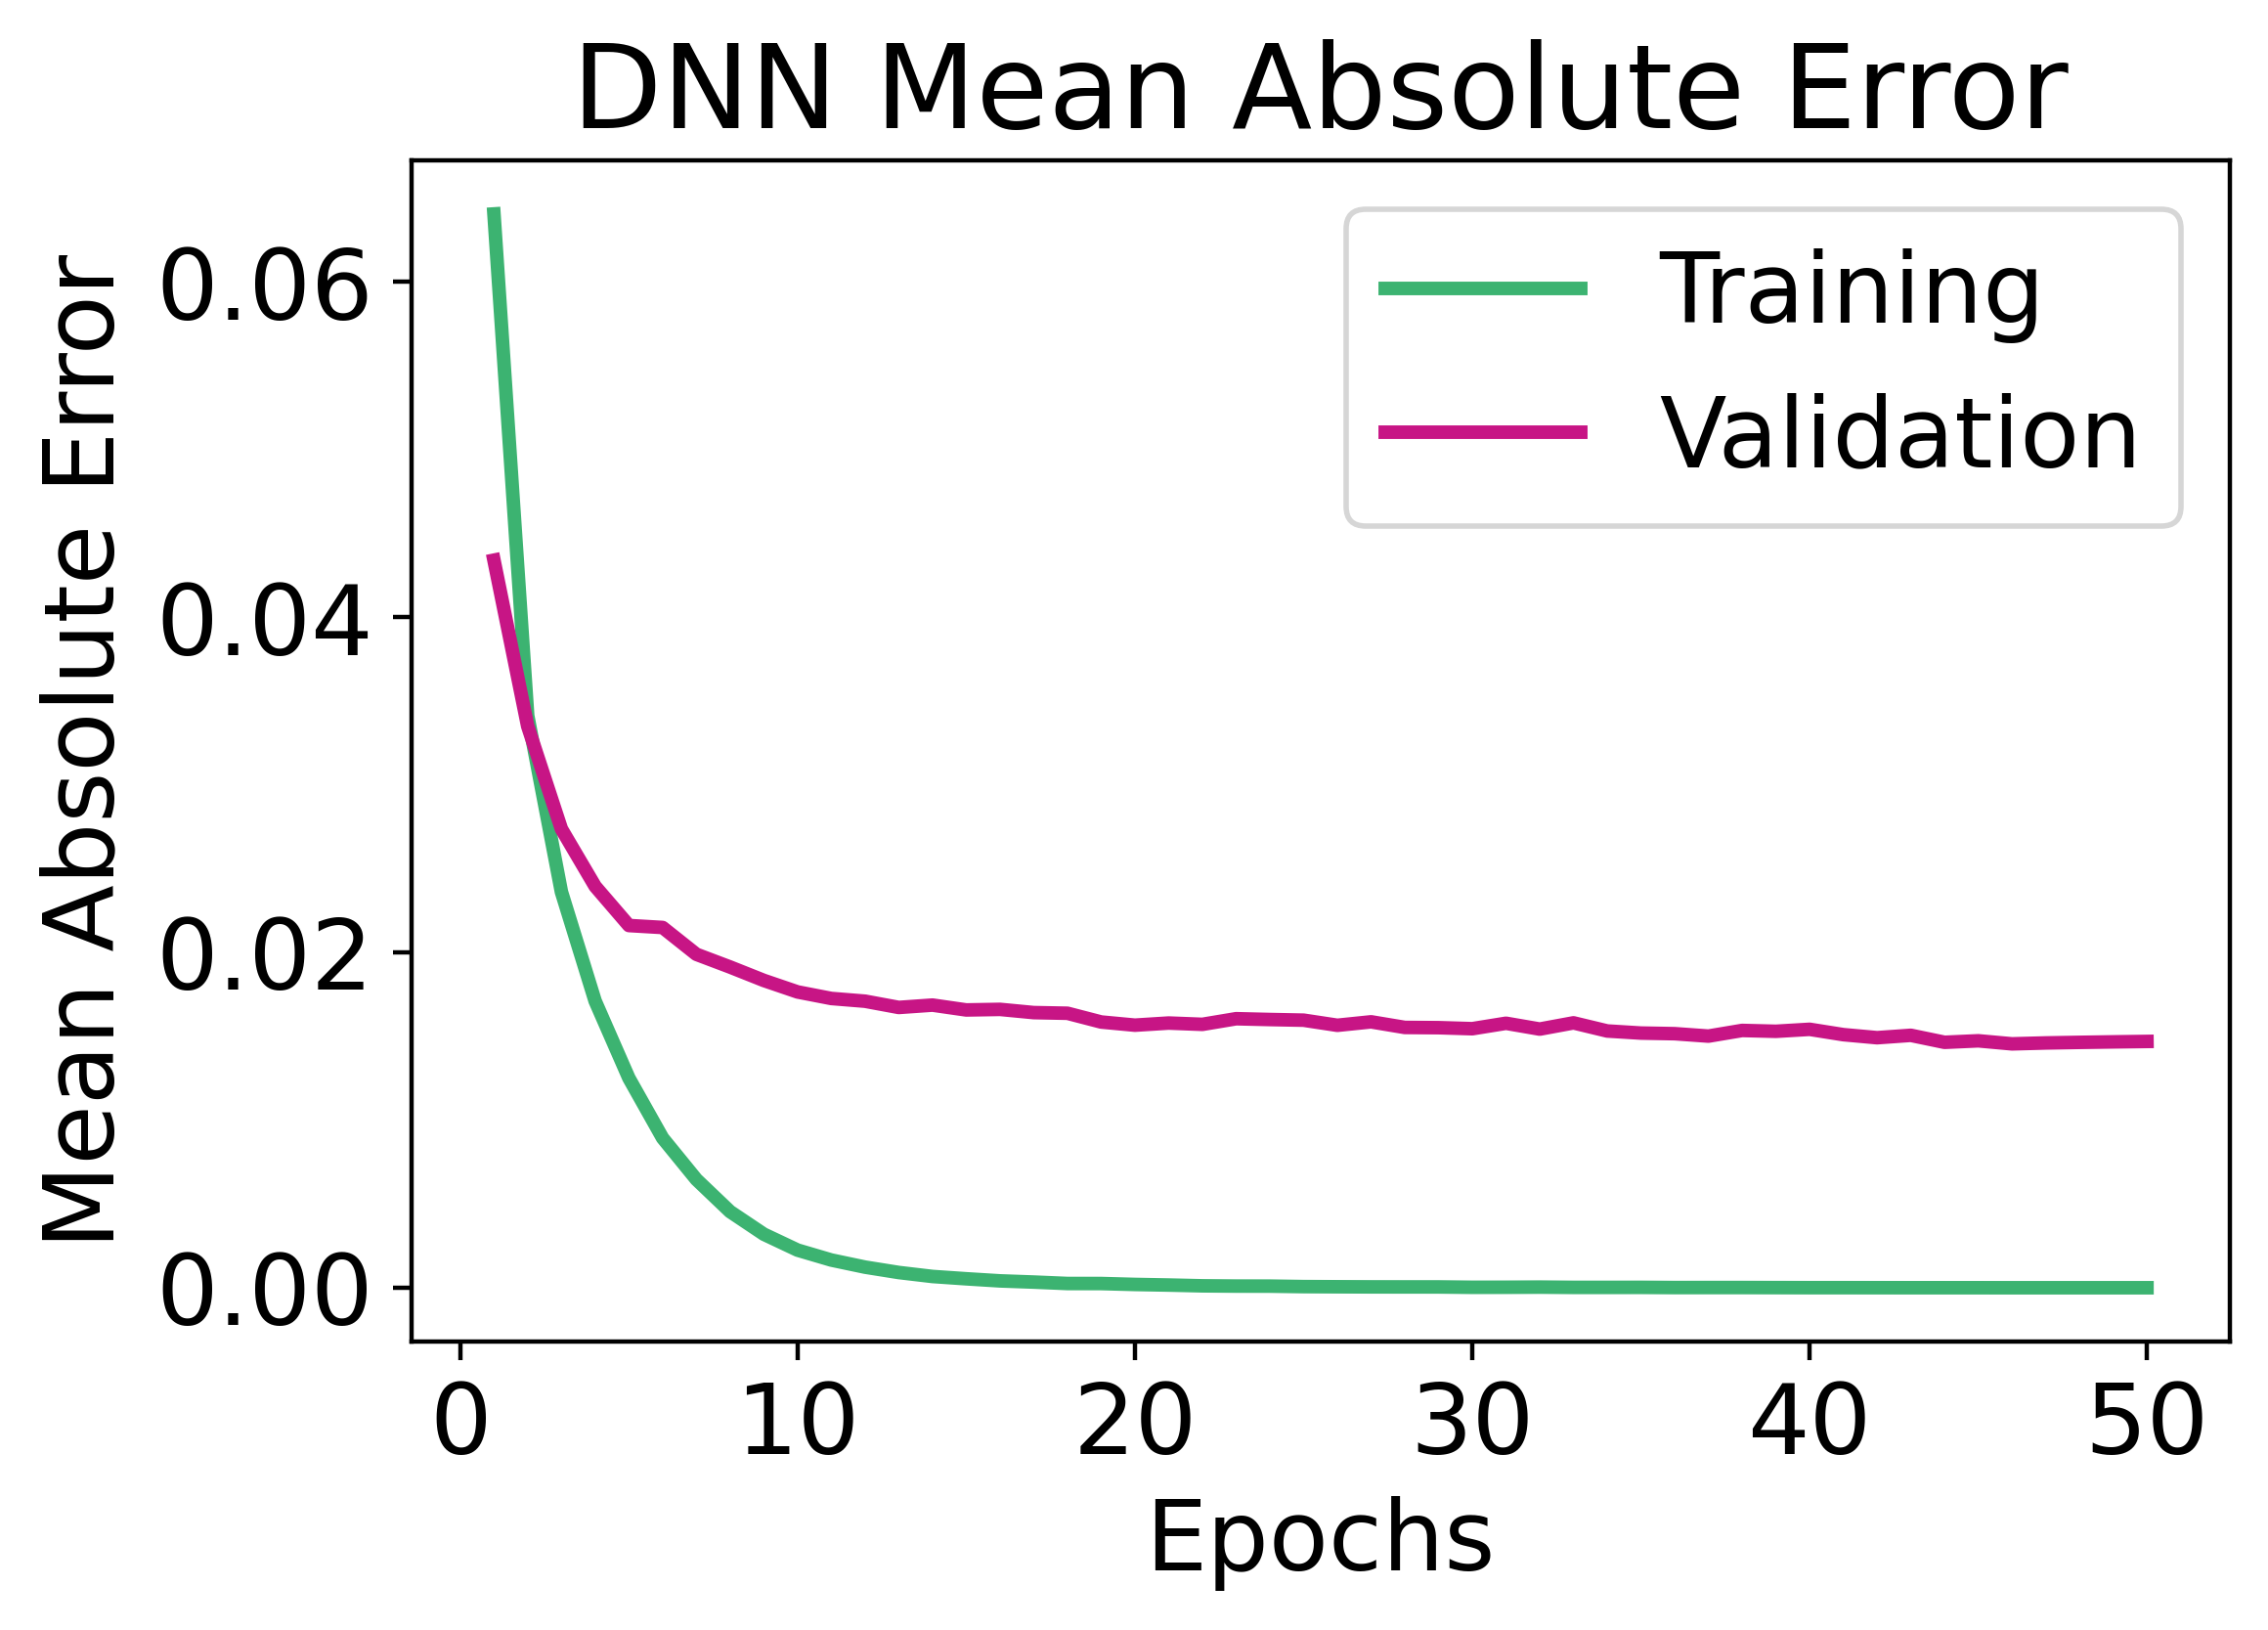 DNN Mean Absolute Error
Mean Absolute Error
0.06
0.04
0.02
0.00
Training
Validation
0 10 20 30 40 50
Epochs